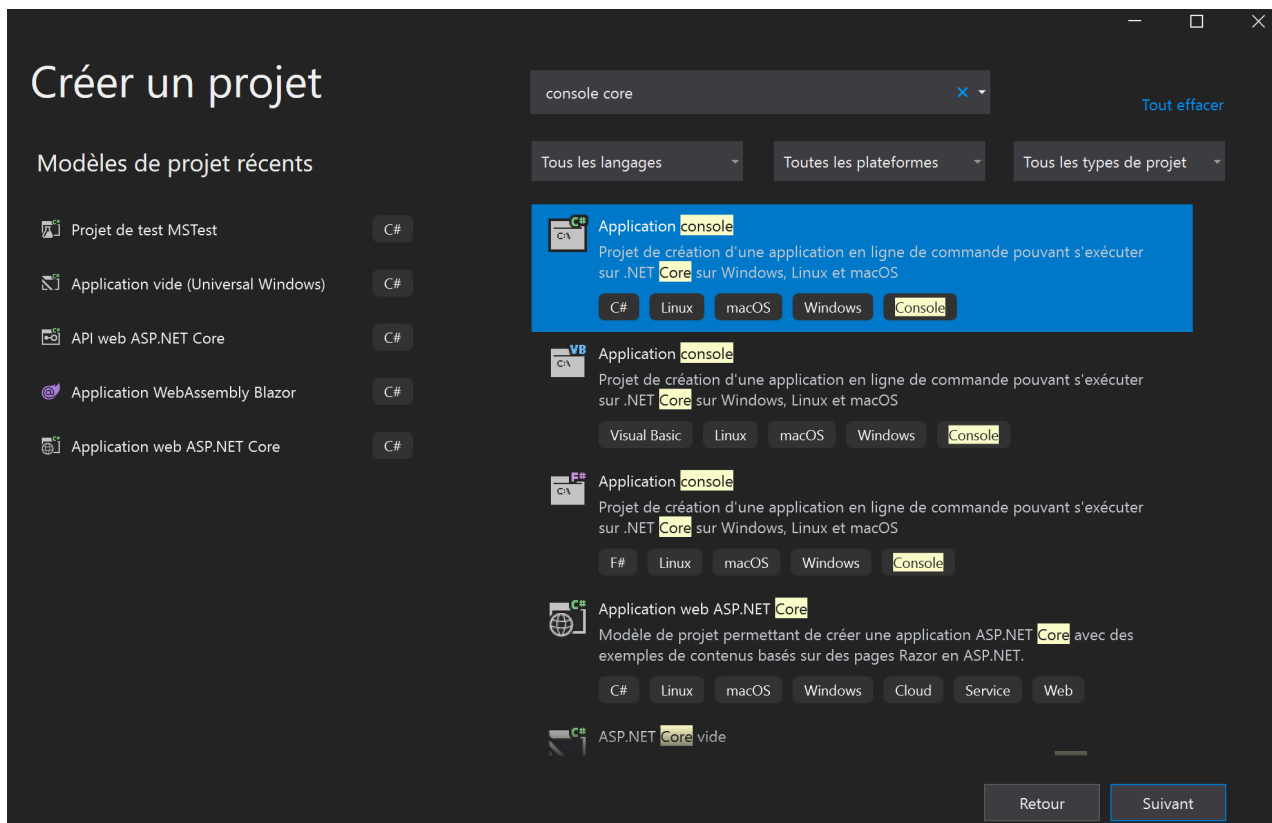 Créer un projet
console core
Tout effacer
Modèles de projet récents
Tous les langages
Toutes les plateformes
Tous les types de projet
Projet de test MSTest
C#
Application vide (Universal Windows)
C#
API web ASP.NET Core
C#
Application WebAssembly Blazor
C#
Application web ASP.NET Core
C#
C#
C:\
Application console
Projet de création d'une application en ligne de commande pouvant s'exécuter
sur .NET Core sur Windows, Linux et macOS
C# Linux macOS Windows Console
VB
C:\
Application console
Projet de création d'une application en ligne de commande pouvant s'exécuter
sur .NET Core sur Windows, Linux et macOS
Visual Basic Linux macOS Windows Console
F#
C:\
Application console
Projet de création d'une application en ligne de commande pouvant s'exécuter
sur .NET Core sur Windows, Linux et macOS
F# Linux macOS Windows Console
C#
Application web ASP.NET Core
Modèle de projet permettant de créer une application ASP.NET Core avec des
exemples de contenus basés sur des pages Razor en ASP.NET.
C# Linux macOS Windows Cloud Service Web
C#
ASP.NET Core vide
Retour
Suivant